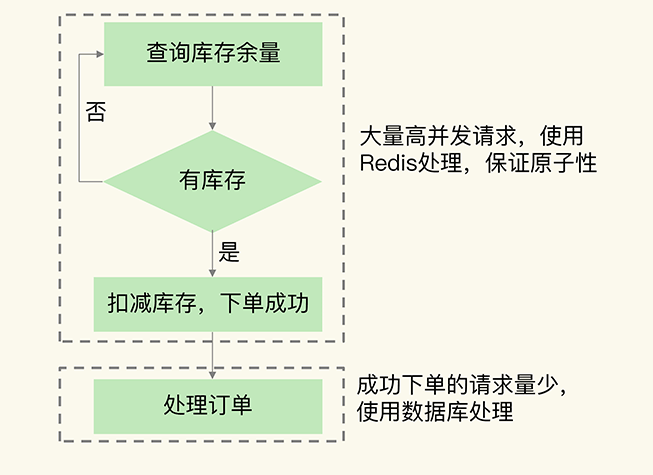 查询库存余量
否
大量高并发请求，使用
Redis处理，保证原子性
有库存
是
扣减库存，下单成功
成功下单的请求量少，
使用数据库处理
处理订单